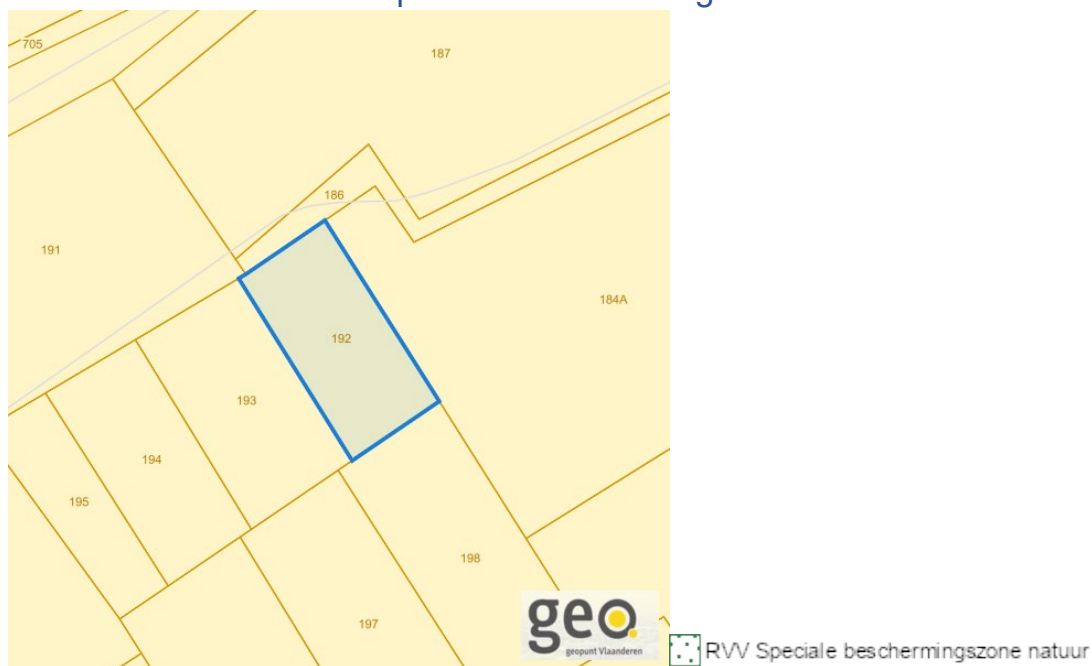 705
187
186
191
184A
192
193
194
195
198
197
geo
geopunt Vlaanderen
RVV Speciale beschermingszone natuur